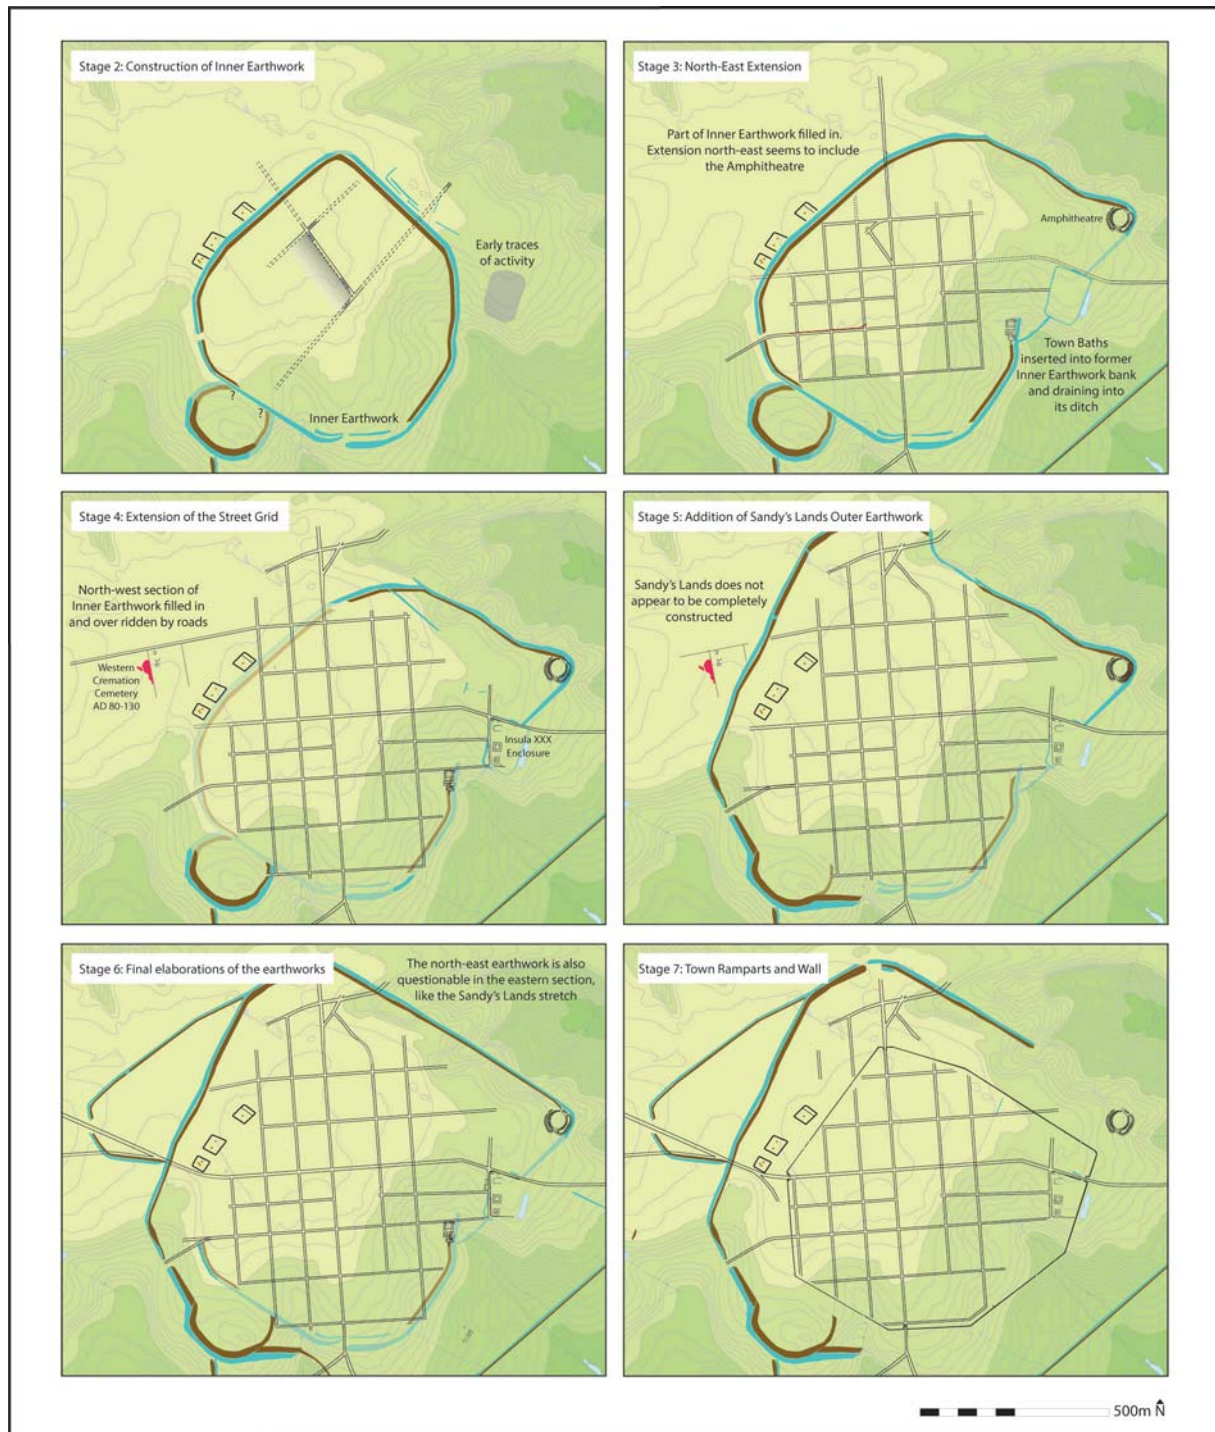 Stage 2: Construction of Inner Earthwork
Early traces
of activity
?
?
Inner Earthwork
Stage 3: North-East Extension
Part of Inner Earthwork filled in.
Extension north-east seems to include
the Amphitheatre
Amphitheatre
Town Baths
inserted into former
Inner Earthwork bank
and draining into
its ditch
Stage 4: Extension of the Street Grid
North-west section of
Inner Earthwork filled in
and over ridden by roads
Western
Cremation
Cemetery
AD 80-130
Insula XXX
Enclosure
Stage 5: Addition of Sandy's Lands Outer Earthwork
Sandy's Lands does not
appear to be completely
constructed
Stage 6: Final elaborations of the earthworks
The north-east earthwork is also
questionable in the eastern section,
like the Sandy's Lands stretch
Stage 7: Town Ramparts and Wall
500m N